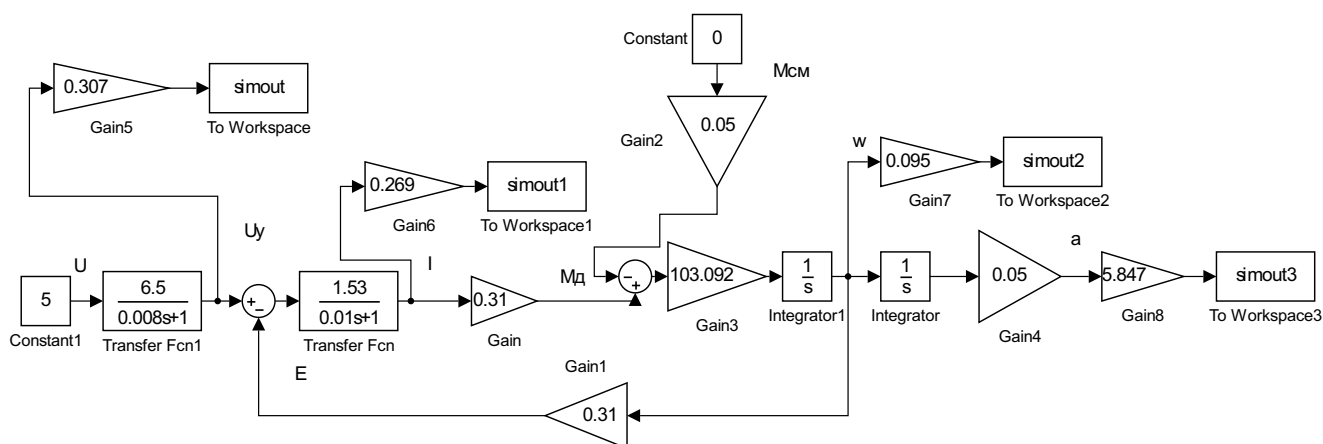 Constant
0
Mсм
0.307
simout
Gain5
To Workspace
0.05
Gain2
w
0.095
simout2
Gain7
To Workspace2
0.269
simout1
Gain6
To Workspace1
Uy
U
I
Mд
a
5
6.5
0.008s+1
+
−
1.53
0.01s+1
0.31
−
+
103.092
1
s
1
s
0.05
5.847
simout3
Constant1
Transfer Fcn1
Transfer Fcn
Gain
Gain3
Integrator1
Integrator
Gain4
Gain8
To Workspace3
E
Gain1
0.31